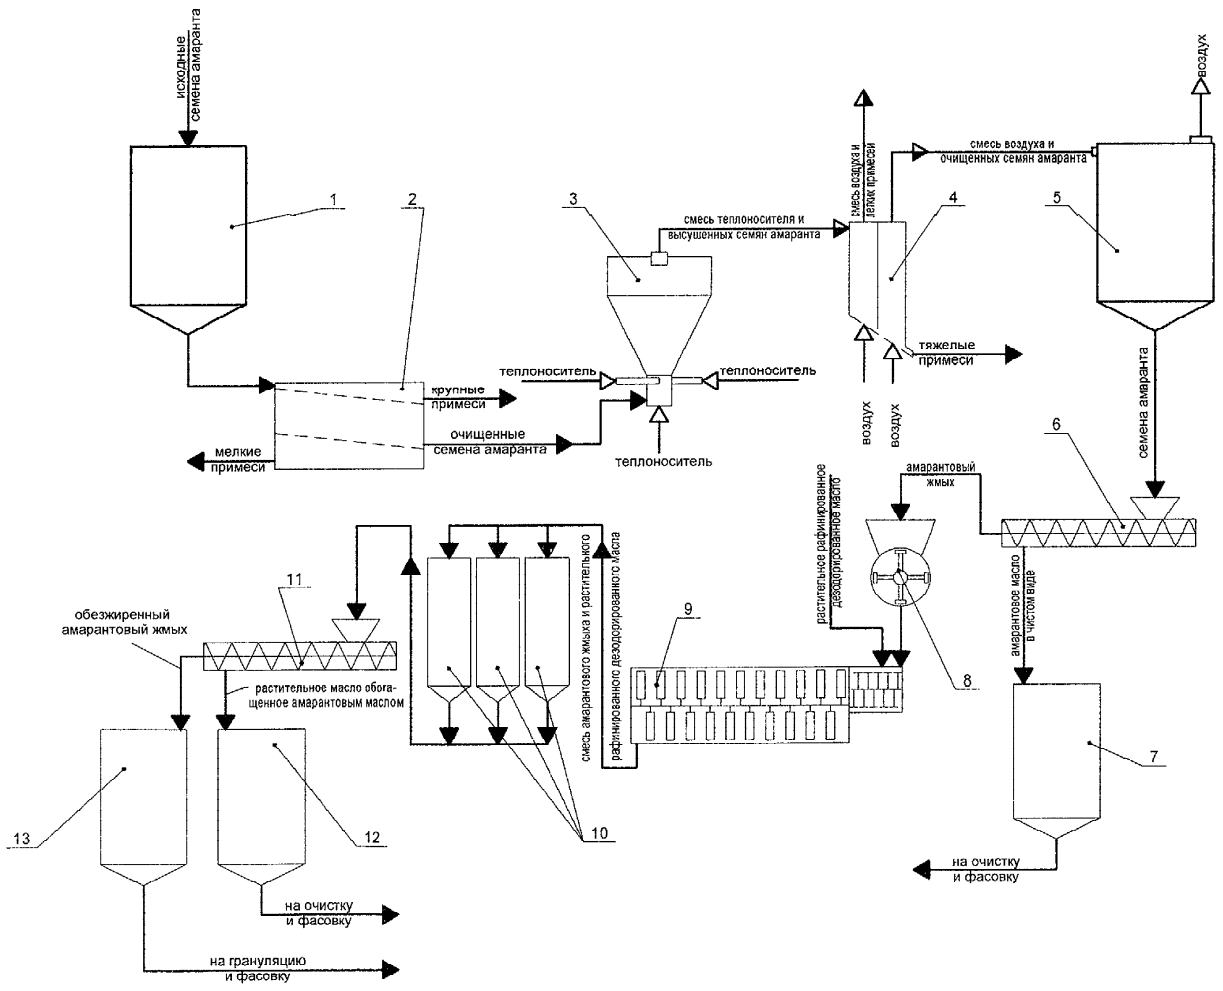 исходные
семена амаранта
1
2
3
4
5
воздух
смесь воздуха и
легких примесей
смесь воздуха и
очищенных семян амаранта
смесь теплоносителя и
высушенных семян амаранта
крупные
примеси
теплоноситель
теплоноситель
очищенные
семена амаранта
мелкие
примеси
теплоноситель
тяжелые
примеси
воздух
воздух
семена амаранта
6
амарантовый
жмых
растительное рафинированное
дезодорированное масло
амарантовое масло
в чистом виде
8
9
смесь амарантового жмыха и растительного
рафинированного дезодорированного масла
10
11
обезжиренный
амарантовый жмых
растительное масло обога-
щенное амарантовым маслом
7
12
13
на очистку
и фасовку
на очистку
и фасовку
на грануляцию
и фасовку